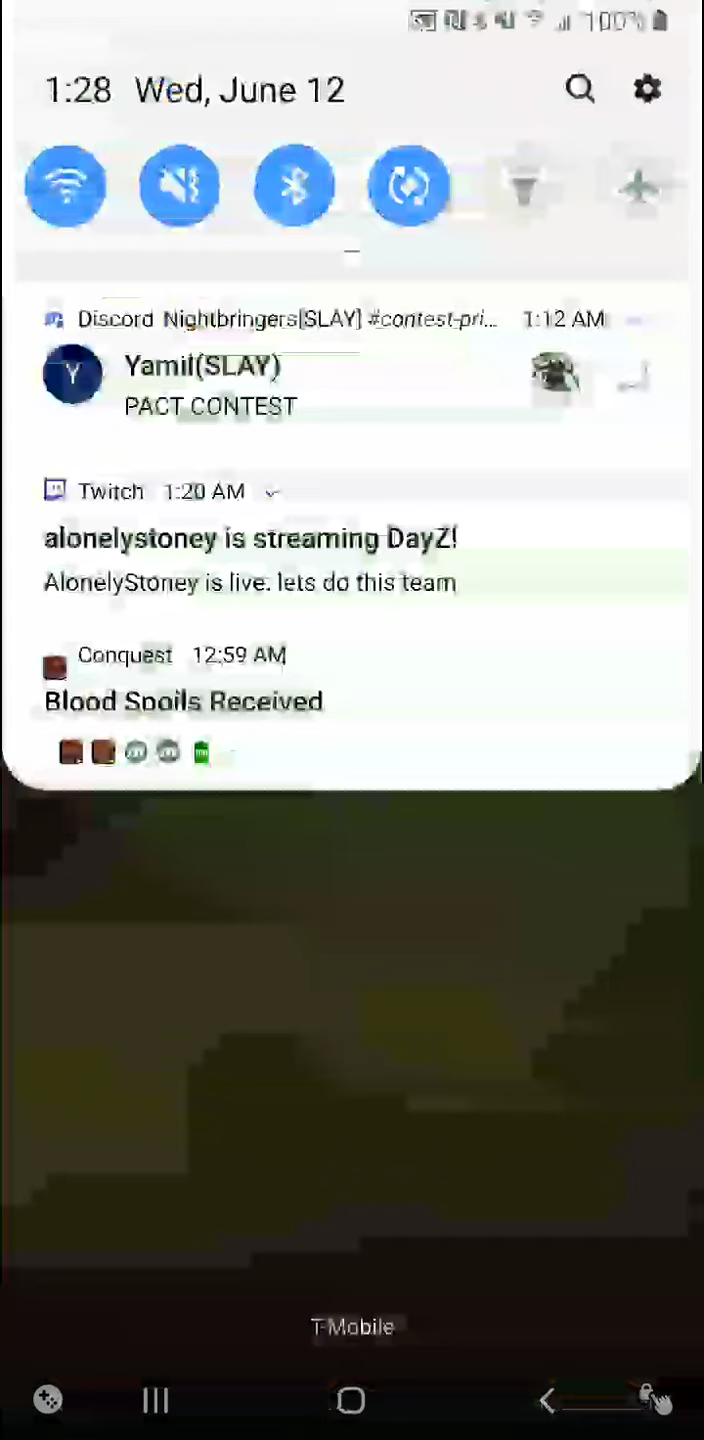 100%
1:28 Wed, June 12
Discord Nightbringers[SLAY] #contest-pri... 1:12 AM
Y
Yamil(SLAY)
PACT CONTEST
Twitch 1:20 AM
alonelystoney is streaming DayZ!
AlonelyStoney is live: lets do this team
Conquest 12:59 AM
Blood Spoils Received
T-Mobile